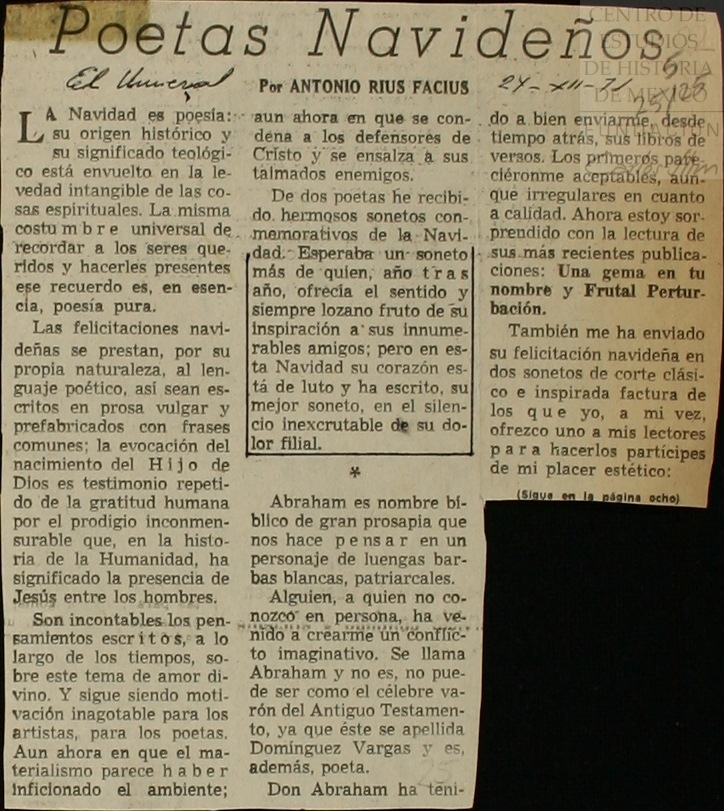 Poetas Navideños
El Universal
Por ANTONIO RIUS FACIUS
24-XII-71
CENTRO DE
ESTUDIOS
DE HISTORIA
DE MEXICO
FUNDACIÓN
LA Navidad es poesía:
su origen histórico y
su significado teológi-
co está envuelto en la le-
vedad intangible de las co-
sas espirituales. La misma
costumbre universal de
recordar a los seres que-
ridos y hacerles presentes
ese recuerdo es, en esen-
cia, poesía pura.
Las felicitaciones navi-
deñas se prestan, por su
propia naturaleza, al len-
guaje poético, así sean es-
critos en prosa vulgar y
prefabricados con frases
comunes; la evocación del
nacimiento del Hijo de
Dios es testimonio repeti-
do de la gratitud humana
por el prodigio inconmen-
surable que, en la histo-
ria de la Humanidad, ha
significado la presencia de
Jesús entre los hombres.
Son incontables los pen-
samientos escritos, a lo
largo de los tiempos, so-
bre este tema de amor di-
vino. Y sigue siendo moti-
vación inagotable para los
artistas, para los poetas.
Aun ahora en que el ma-
terialismo parece haber
inficionado el ambiente;
aun ahora en que se con-
dena a los defensores de
Cristo y se ensalza a sus
taimados enemigos.
De dos poetas he recibi-
do hermosos sonetos con-
memorativos de la Navi-
dad. Esperaba un soneto
más de quien, año tras
año, ofrecía el sentido y
siempre lozano fruto de su
inspiración a sus innume-
rables amigos; pero en es-
ta Navidad su corazón es-
tá de luto y ha escrito, su
mejor soneto, en el silen-
cio inexcrutable de su do-
lor filial.
*
Abraham es nombre bí-
blico de gran prosapia que
nos hace pensar en un
personaje de luengas bar-
bas blancas, patriarcales.
Alguien, a quien no co-
nozco en persona, ha ve-
nido a crearme un conflic-
to imaginativo. Se llama
Abraham y no es, no pue-
de ser como el célebre va-
rón del Antiguo Testamen-
to, ya que éste se apellida
Domínguez Vargas y es,
además, poeta.
Don Abraham ha teni-
do a bien enviarme, desde
tiempo atrás, sus libros de
versos. Los primeros pare-
ciéronme aceptables, aun-
que irregulares en cuanto
a calidad. Ahora estoy sor-
prendido con la lectura de
sus más recientes publica-
ciones: Una gema en tu
nombre y Frutal Pertur-
bación.
También me ha enviado
su felicitación navideña en
dos sonetos de corte clási-
co e inspirada factura de
los que yo, a mi vez,
ofrezco uno a mis lectores
para hacerlos partícipes
de mi placer estético:
(Sigue en la página ocho)